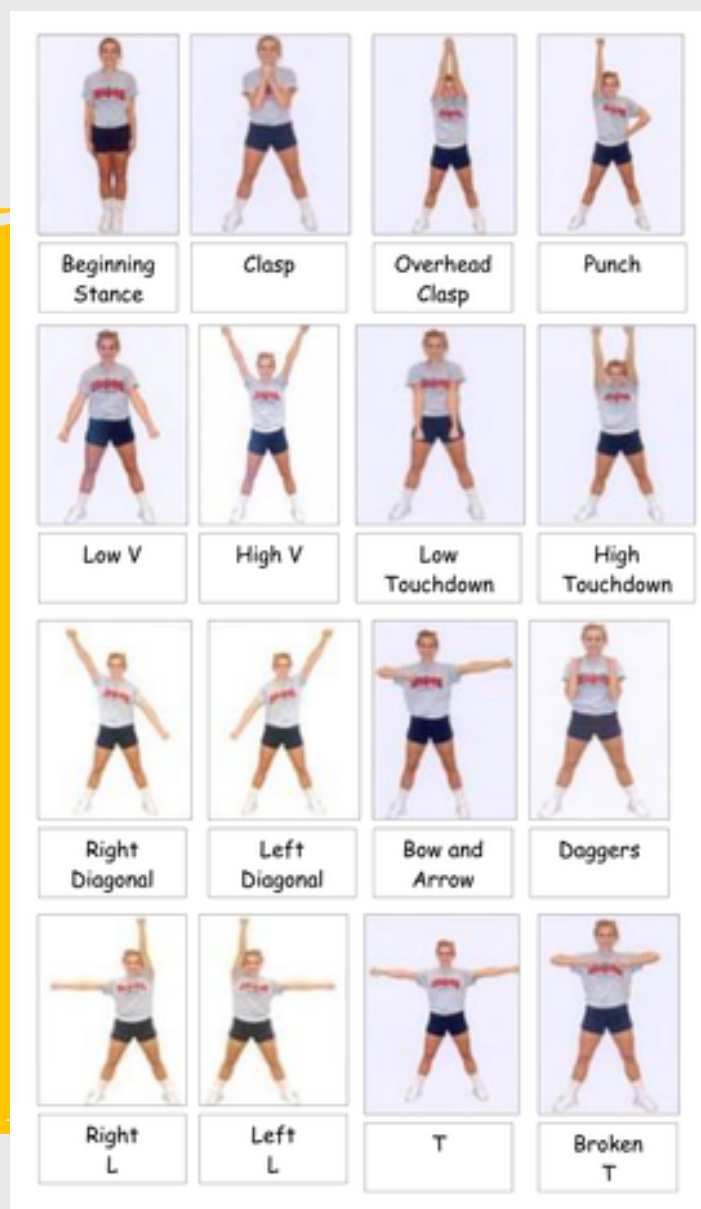 Beginning
Stance
Clasp
Overhead
Clasp
Punch
Low V
High V
Low
Touchdown
High
Touchdown
Right
Diagonal
Left
Diagonal
Bow and
Arrow
Daggers
Right
L
Left
L
T
Broken
T